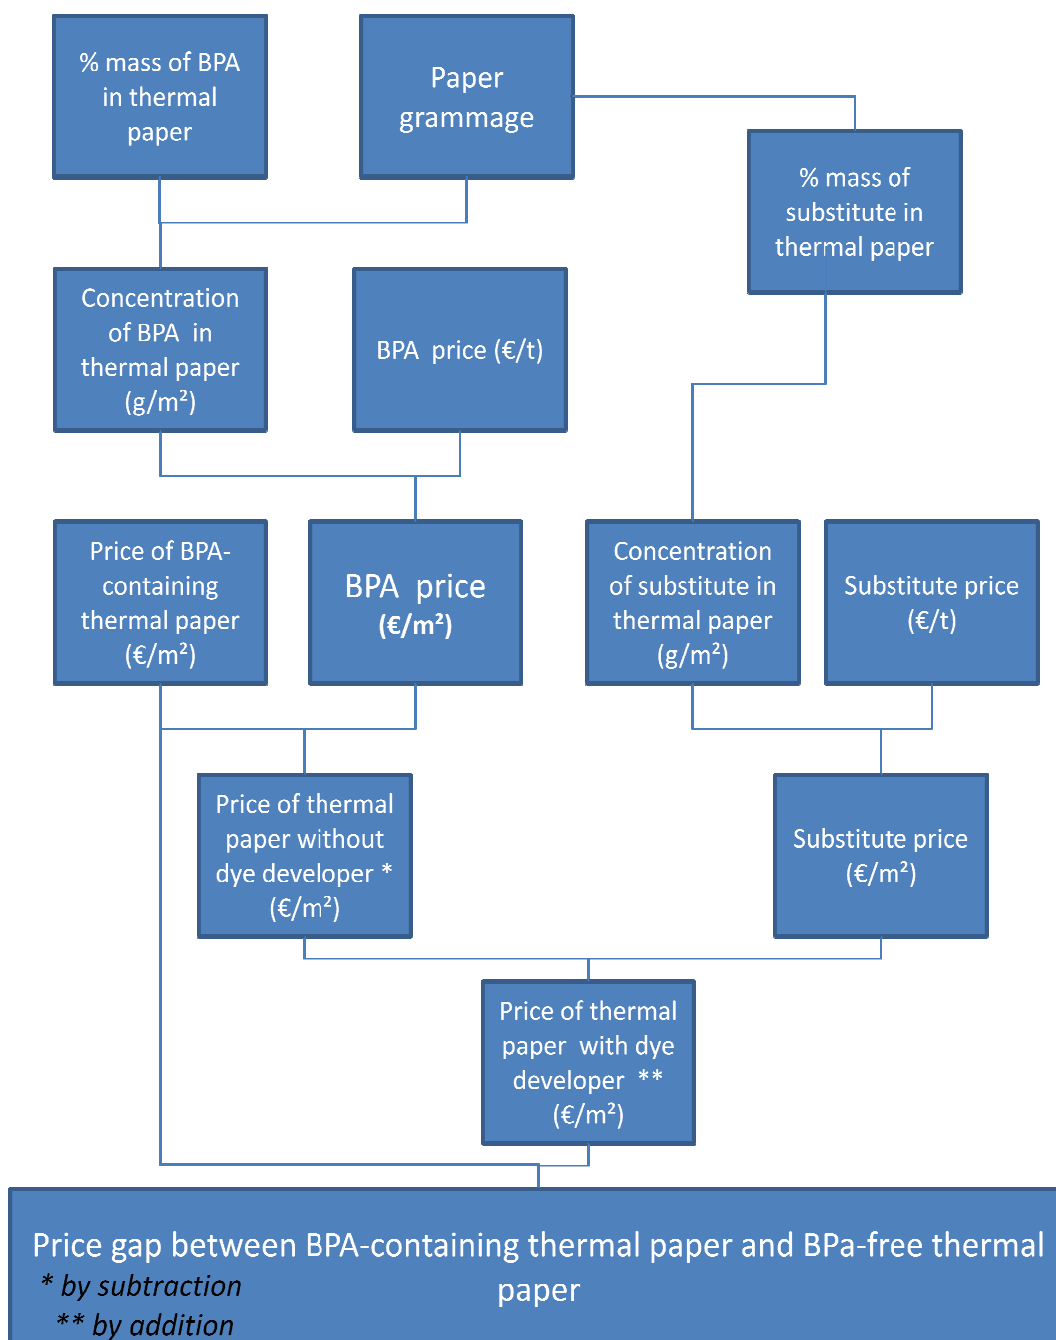 % mass of BPA
in thermal
paper
Paper
grammage
% mass of
substitute in
thermal paper
Concentration
of BPA in
thermal paper
(g/m²)
BPA price (€/t)
Price of BPA-
containing
thermal paper
(€/m²)
BPA price
(€/m²)
Concentration
of substitute in
thermal paper
(g/m²)
Substitute price
(€/t)
Price of thermal
paper without
dye developer *
(€/m²)
Substitute price
(€/m²)
Price of thermal
paper with dye
developer **
(€/m²)
Price gap between BPA-containing thermal paper and BPa-free thermal
paper
* by subtraction
** by addition